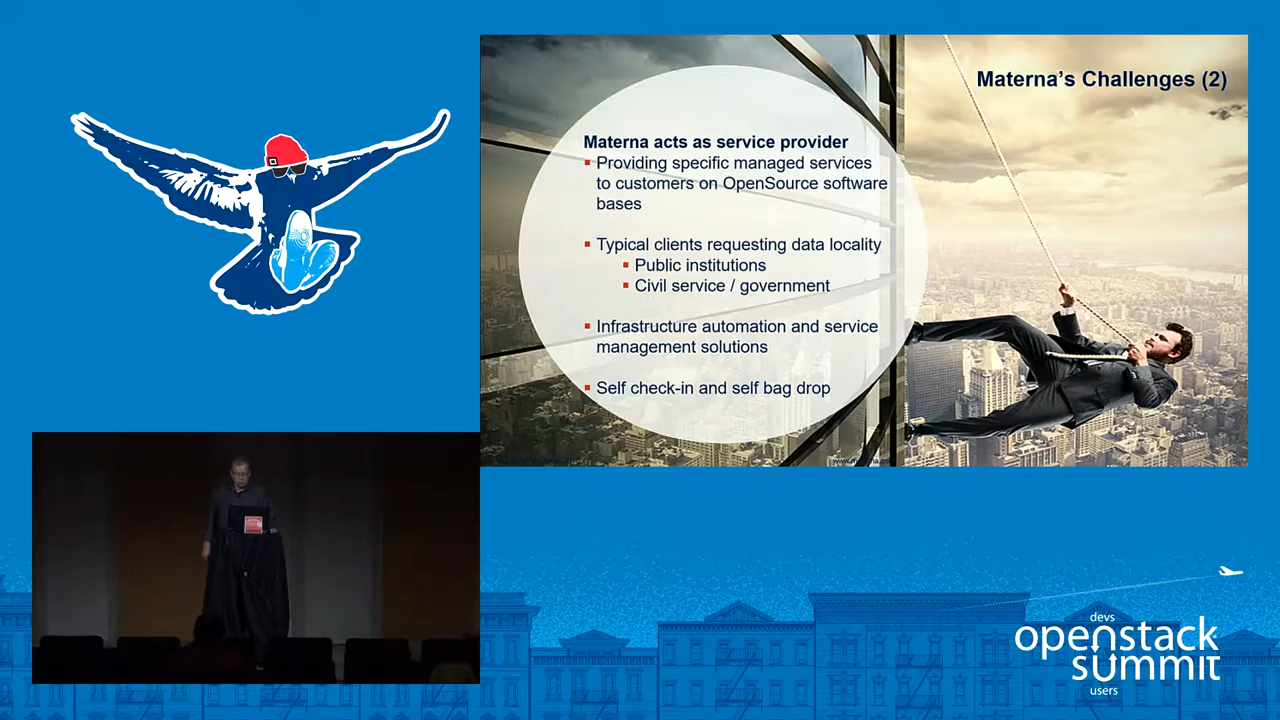 Materna's Challenges (2)
Materna acts as service provider
Providing specific managed services
to customers on OpenSource software
bases
Typical clients requesting data locality
Public institutions
Civil service / government
Infrastructure automation and service
management solutions
Self check-in and self bag drop
devs
openstack
summit
users